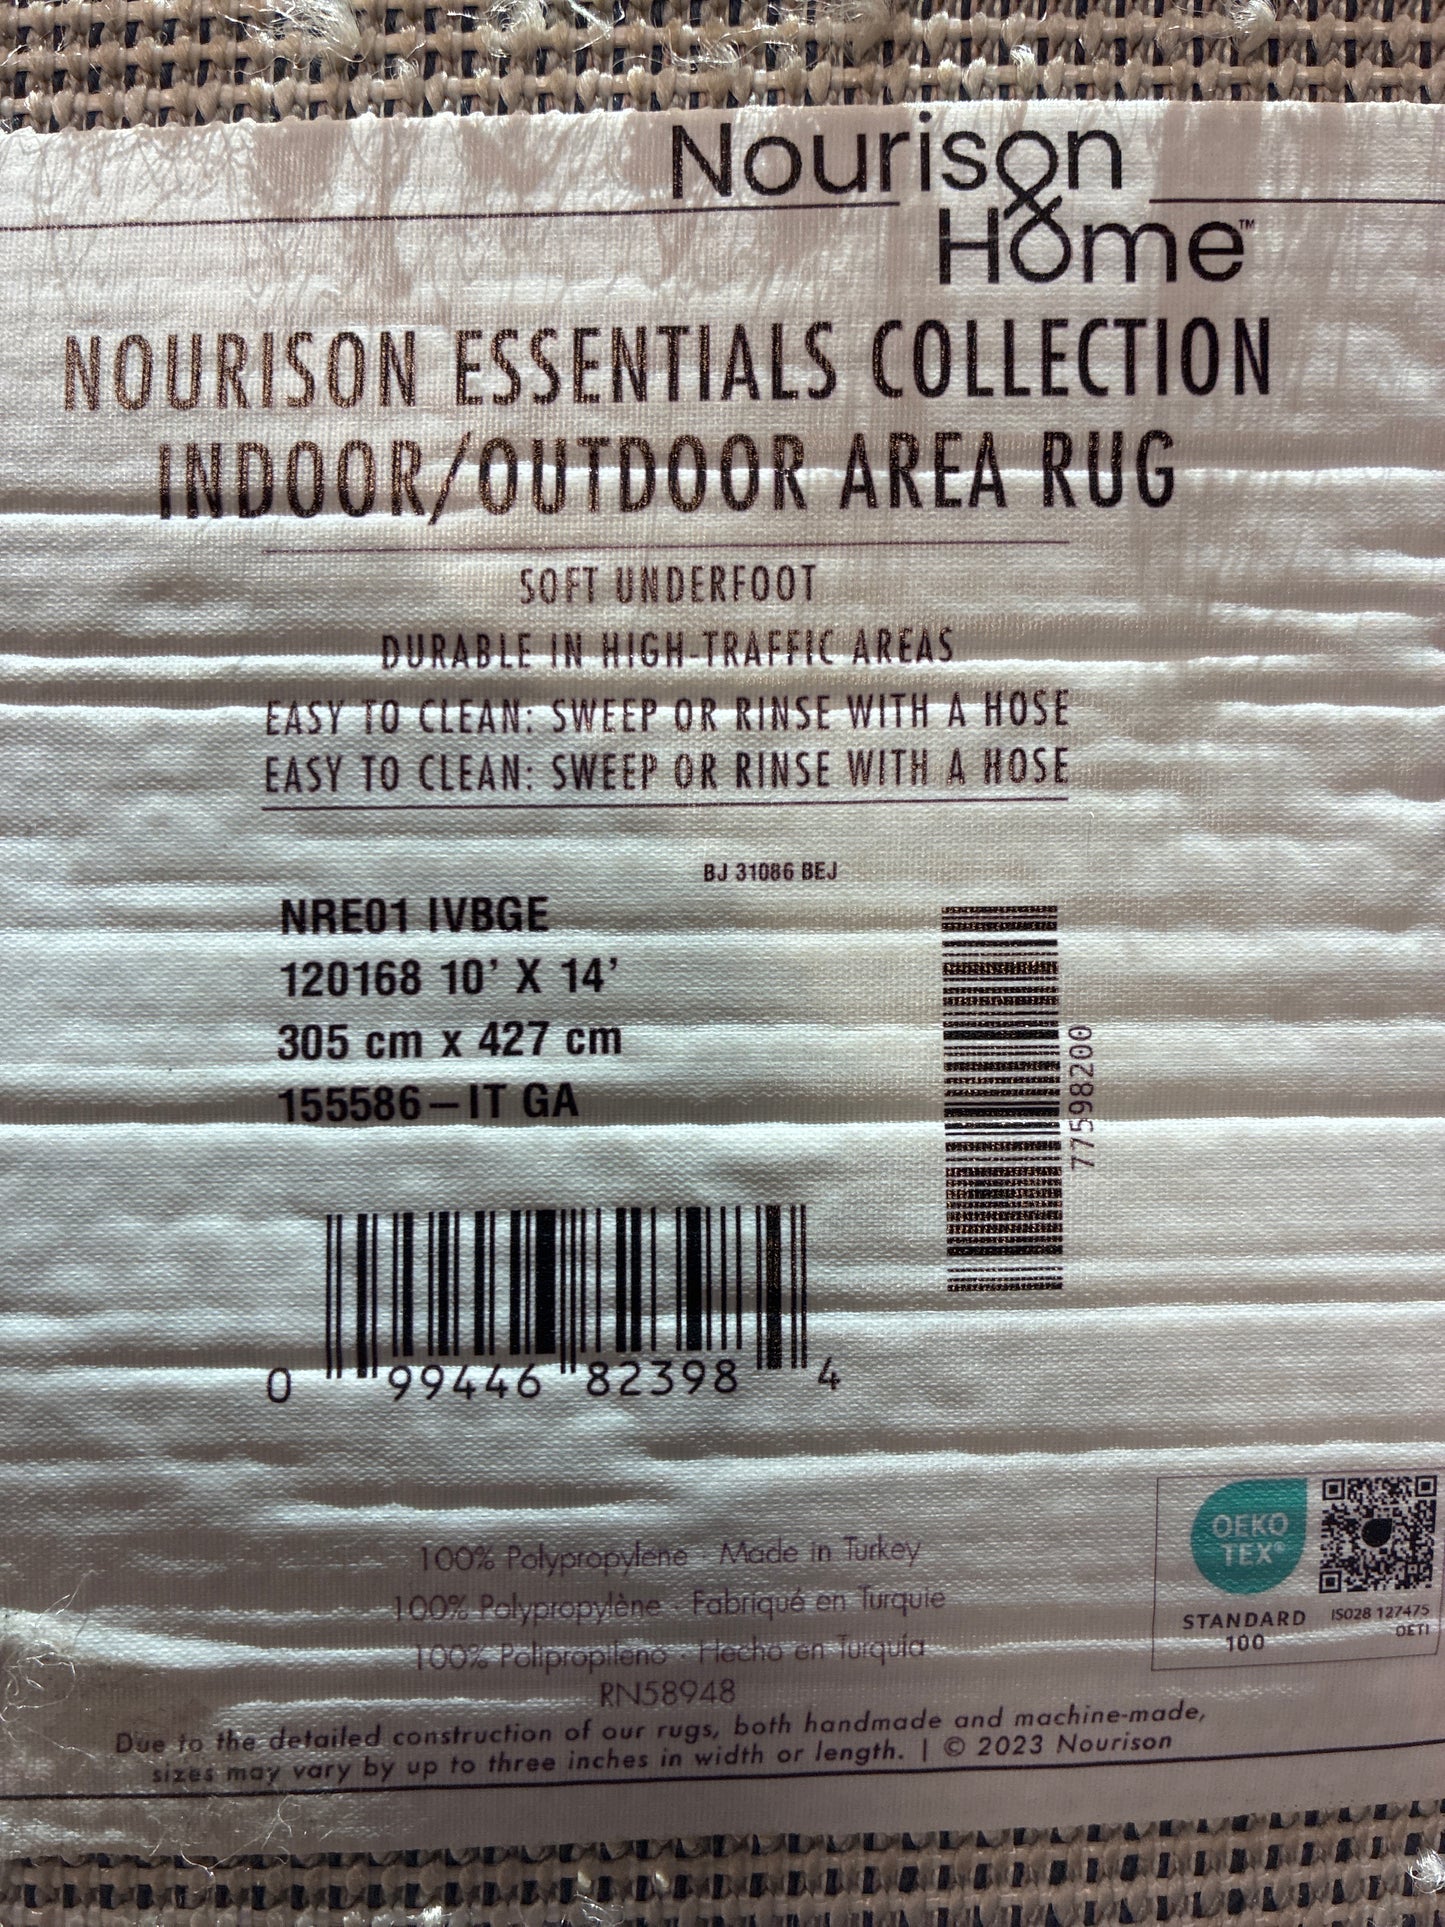 Nourison
Home™
NOURISON ESSENTIALS COLLECTION
INDOOR/OUTDOOR AREA RUG
SOFT UNDERFOOT
DURABLE IN HIGH-TRAFFIC AREAS
EASY TO CLEAN: SWEEP OR RINSE WITH A HOSE
EASY TO CLEAN: SWEEP OR RINSE WITH A HOSE
BJ 31086 BEJ
NRE01 IVBGE
120168 10' X 14'
305 cm x 427 cm
155586 – IT GA
77598200
0 99446 82398 4
OEKO
TEX®
STANDARD
100
IS028 127475
OETI
100% Polypropylene · Made in Turkey
100% Polypropylène · Fabriqué en Turquie
100% Polipropileno · Hecho en Turquía
RN58948
Due to the detailed construction of our rugs, both handmade and machine-made,
sizes may vary by up to three inches in width or length. | © 2023 Nourison